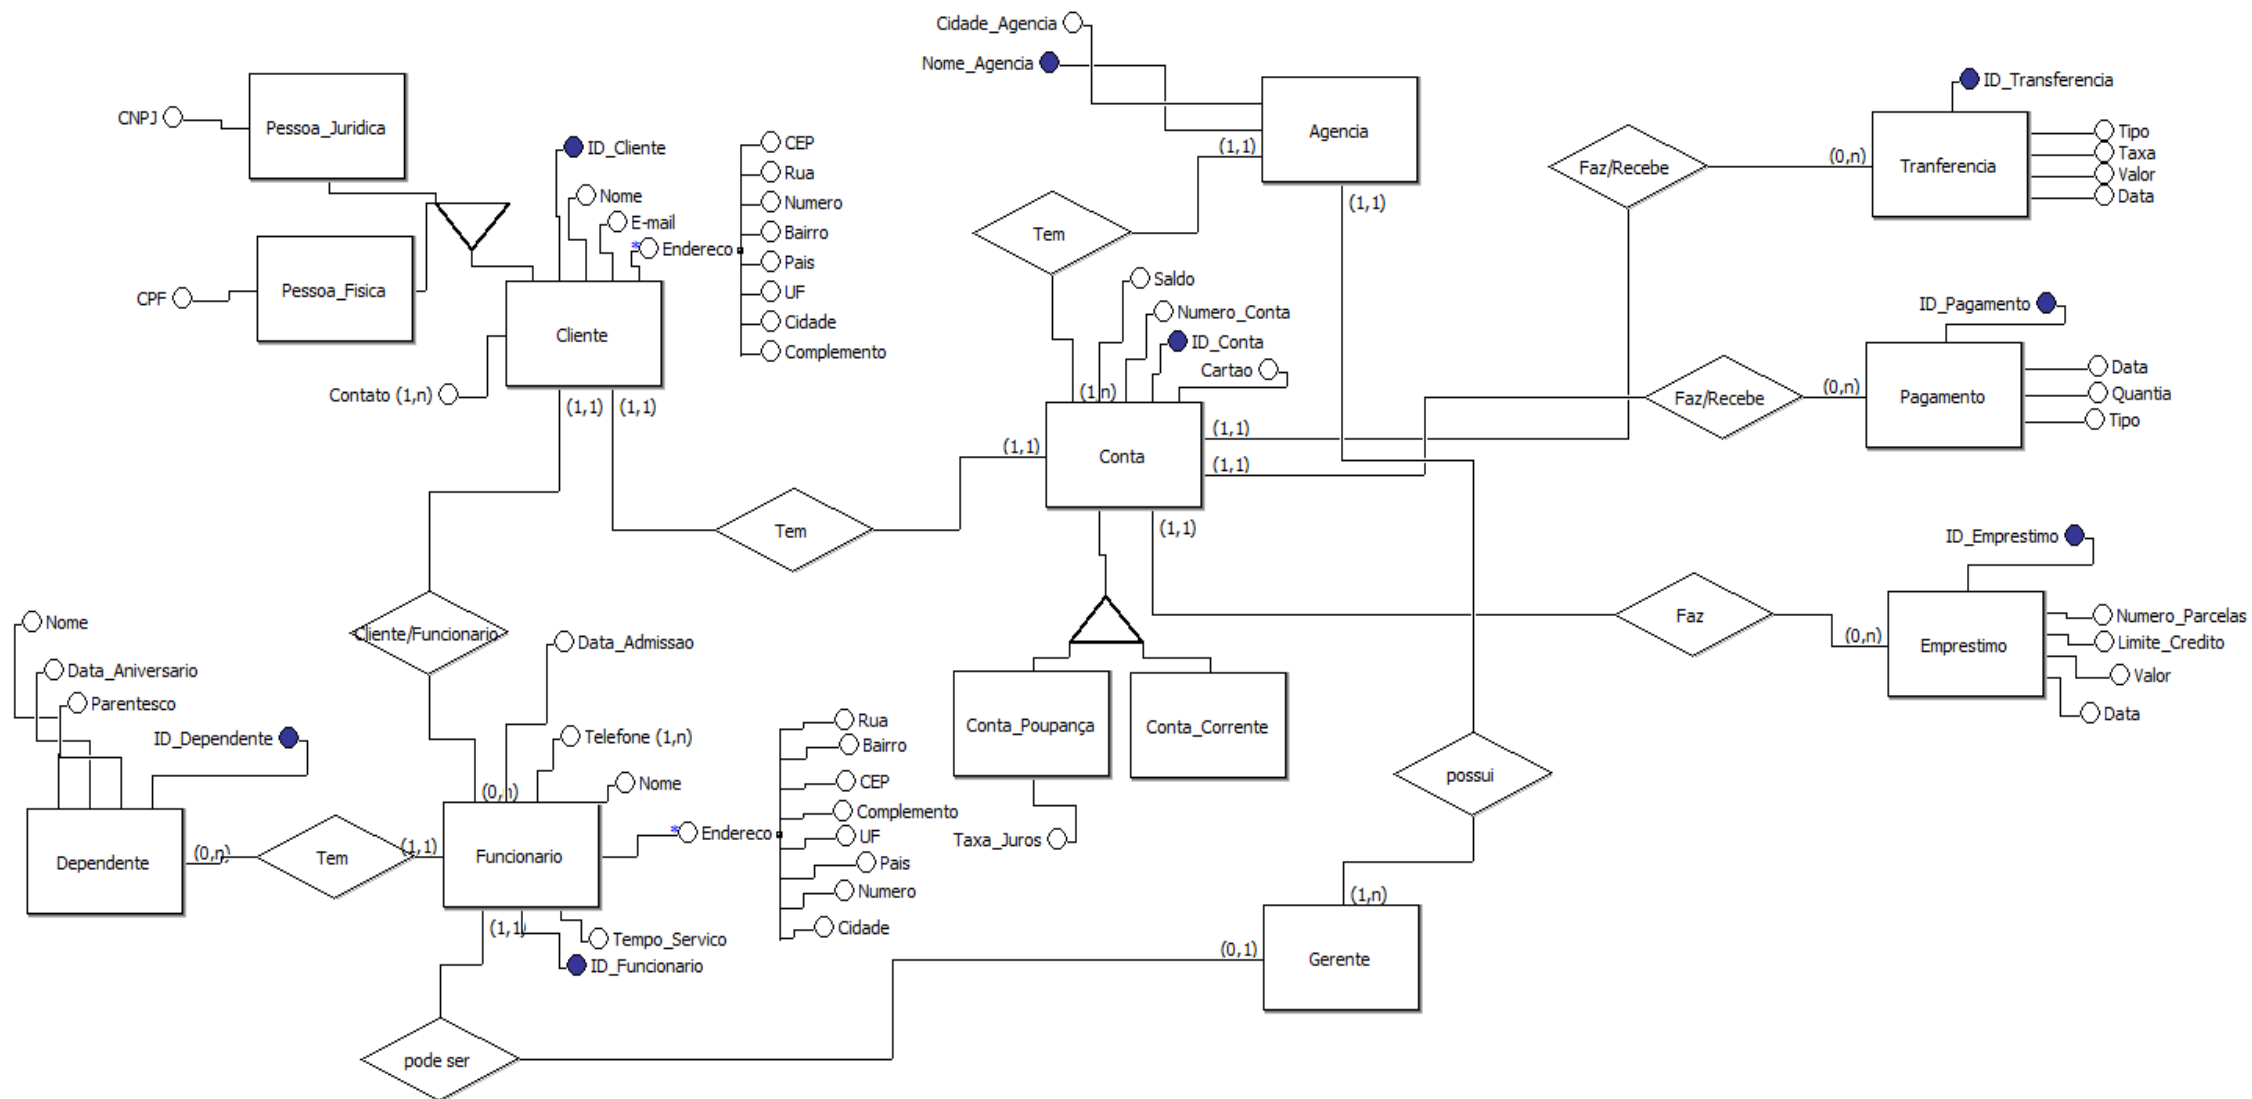 Cidade_Agencia
Nome_Agencia
Agencia
(1,1)
(1,1)
ID_Transferencia
Tranferencia
Tipo
Taxa
Valor
Data
(0,n)
Faz/Recebe
CNPJ
Pessoa_Juridica
CPF
Pessoa_Fisica
ID_Cliente
Nome
E-mail
* Endereco
CEP
Rua
Numero
Bairro
Pais
UF
Cidade
Complemento
Cliente
Contato (1,n)
(1,1)
(1,1)
Tem
Saldo
Numero_Conta
ID_Conta
Cartao
(1,n)
Conta
(1,1)
(1,1)
(1,1)
(1,1)
Tem
ID_Pagamento
Pagamento
Data
Quantia
Tipo
(0,n)
Faz/Recebe
ID_Emprestimo
Emprestimo
Numero_Parcelas
Limite_Credito
Valor
Data
(0,n)
Faz
Conta_Poupança
Conta_Corrente
Taxa_Juros
possui
Cliente/Funcionario
Nome
Data_Aniversario
Parentesco
ID_Dependente
Dependente
(0,n)
Tem
(1,1)
Data_Admissao
Telefone (1,n)
Nome
(0,n)
Funcionario
* Endereco
Rua
Bairro
CEP
Complemento
UF
Pais
Numero
Cidade
(1,1)
Tempo_Servico
ID_Funcionario
pode ser
(1,n)
(0,1)
Gerente